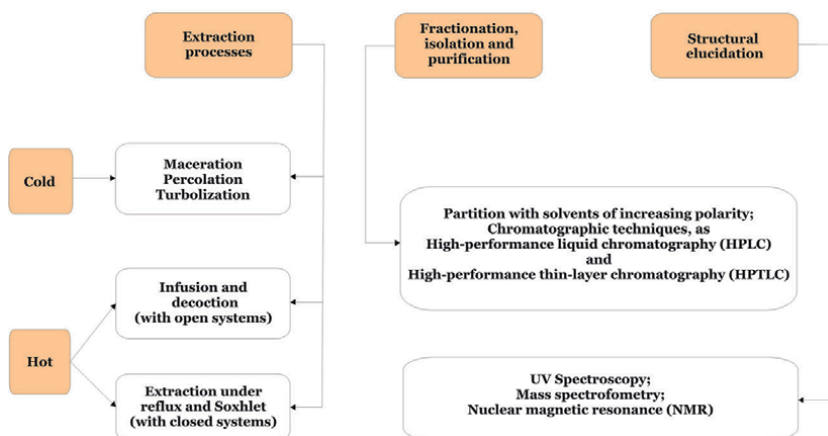 Extraction
processes
Fractionation,
isolation and
purification
Structural
elucidation
Cold
Maceration
Percolation
Turbolization
Partition with solvents of increasing polarity;
Chromatographic techniques, as
High-performance liquid chromatography (HPLC)
and
High-performance thin-layer chromatography (HPTLC)
Hot
Infusion and
decoction
(with open systems)
Extraction under
reflux and Soxhlet
(with closed systems)
UV Spectroscopy;
Mass spectrofometry;
Nuclear magnetic resonance (NMR)